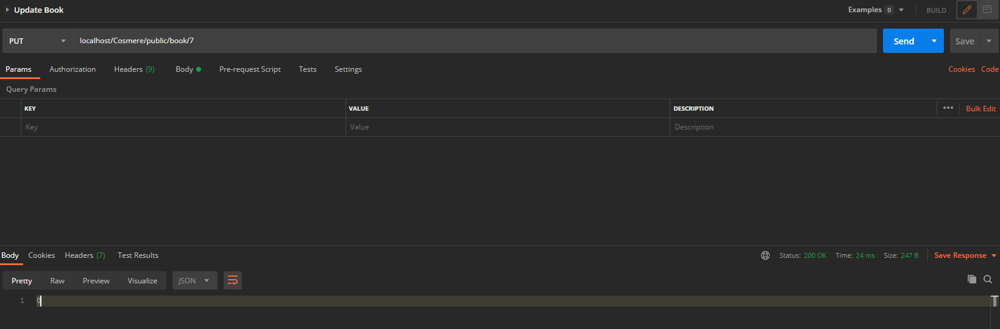 Update Book Examples 0 BUILD
PUT localhost/Cosmere/public/book/7 Send Save
Params Authorization Headers (9) Body Pre-request Script Tests Settings Cookies Code
Query Params
KEY VALUE DESCRIPTION ••• Bulk Edit
Key Value Description
Body Cookies Headers (7) Test Results Status: 200 OK Time: 24 ms Size: 247 B Save Response
Pretty Raw Preview Visualize JSON
1 0